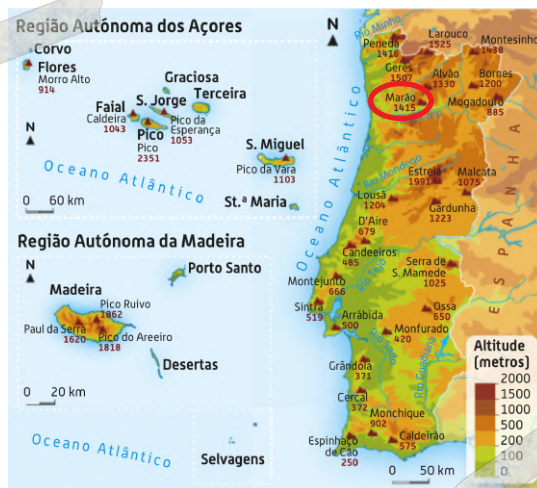 Região Autónoma dos Açores
N
Corvo
Flores
Morro Alto
914
Graciosa
S. Jorge
Terceira
Faial
Caldeira
1043
Pico da
Esperança
1053
Pico
Pico
2351
N
S. Miguel
Pico da Vara
1103
Oceano Atlântico
St.ª Maria
0 60 km
Região Autónoma da Madeira
N
Porto Santo
Madeira
Pico Ruivo
1862
Paul da Serra
1620
Pico do Areeiro
1818
Desertas
0 20 km
Oceano Atlântico
Selvagens
Oceano Atlântico
Rio Minho
Peneda
1416
Larouco
1525
Montesinho
1438
Gerês
1507
Alvão
1330
Bornes
1200
Marão
1415
Mogadouro
885
Rio Mondego
Estrela
1991
Malcata
1075
Lousã
1204
Gardunha
1223
D'Aire
679
Candeeiros
485
Rio Tejo
Serra de
S. Mamede
1025
Montejunto
666
Sintra
519
Arrábida
500
Ossa
650
Monfurado
420
Rio Sado
Rio Guadiana
Grândola
371
Cercal
372
Monchique
902
Espinhaço
de Cão
250
Caldeirão
575
ESPANHA
Altitude
(metros)
2000
1500
1000
500
200
100
0
0 50 km